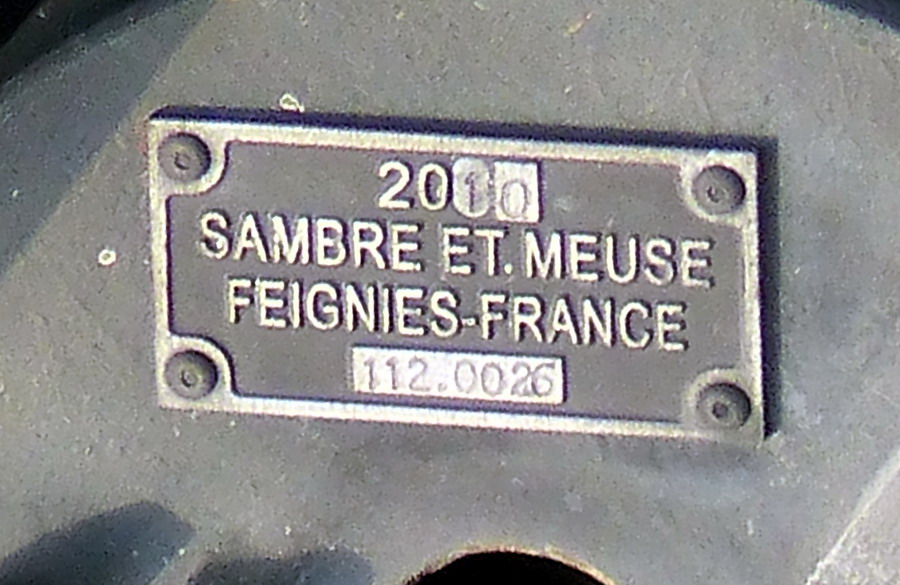 2010
SAMBRE ET MEUSE
FEIGNIES-FRANCE
112.0026